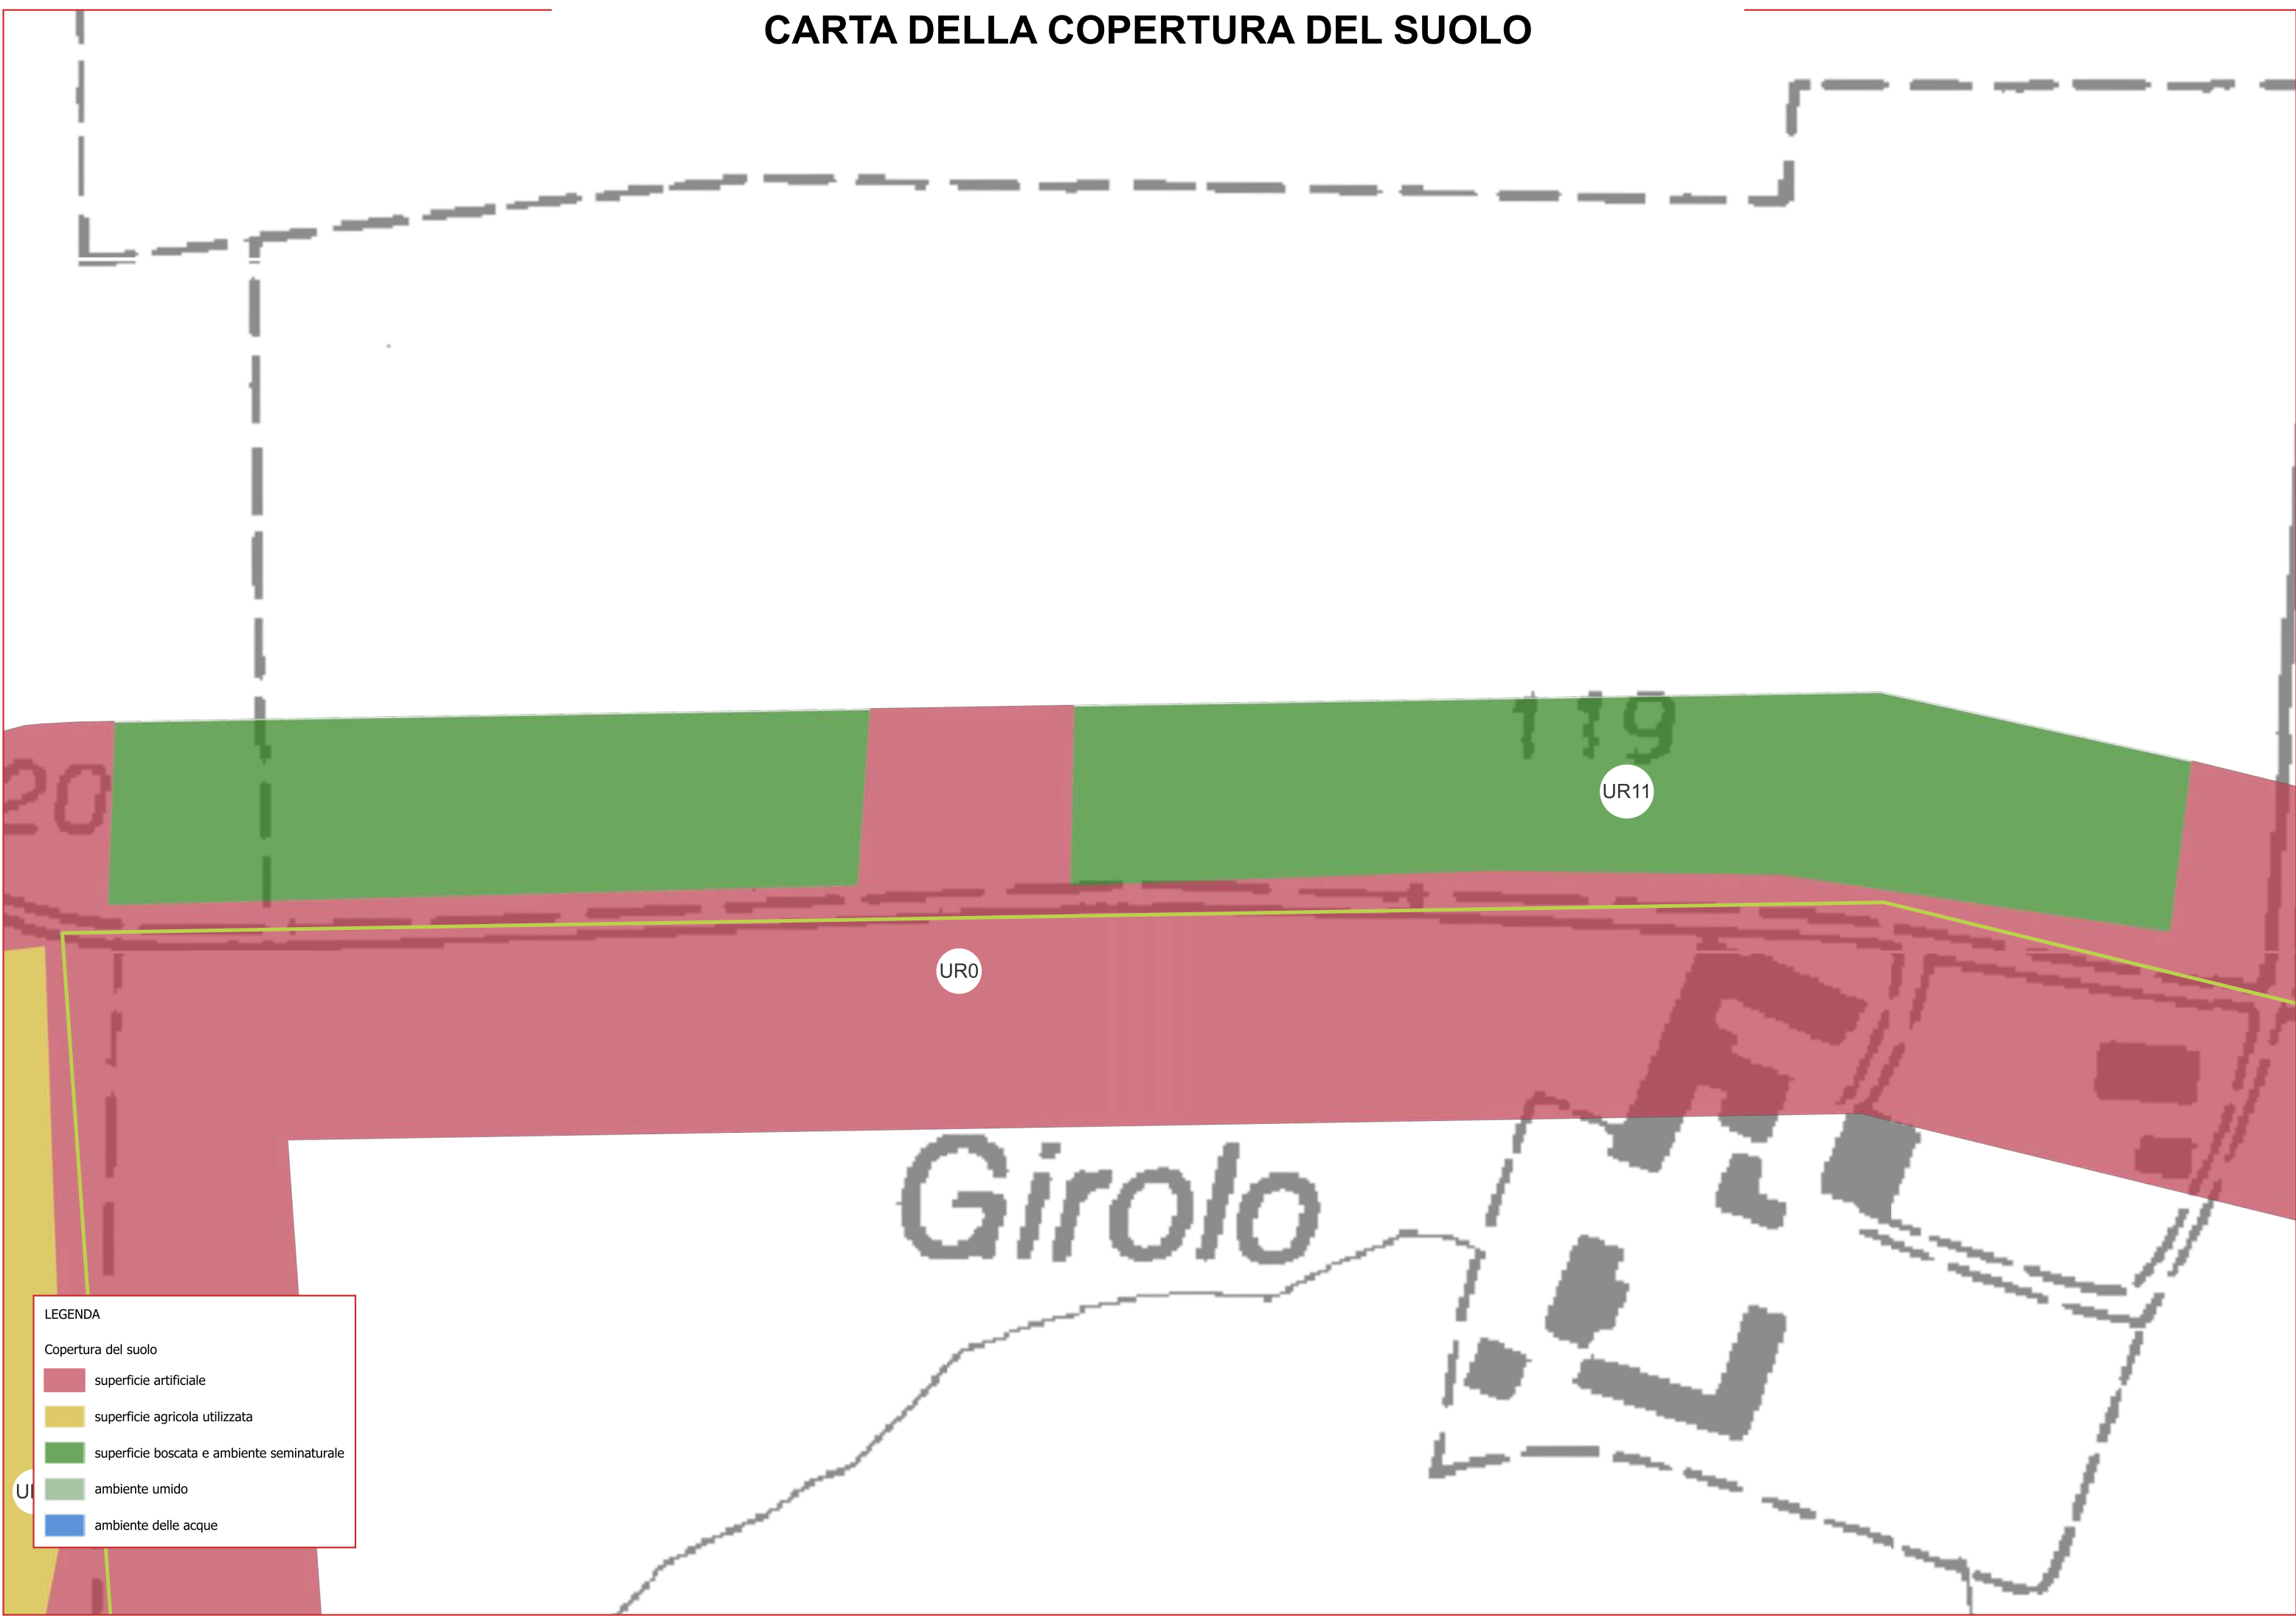 CARTA DELLA COPERTURA DEL SUOLO
119
UR11
20
UR0
Girolo
LEGENDA
Copertura del suolo
superficie artificiale
superficie agricola utilizzata
superficie boscata e ambiente seminaturale
ambiente umido
ambiente delle acque